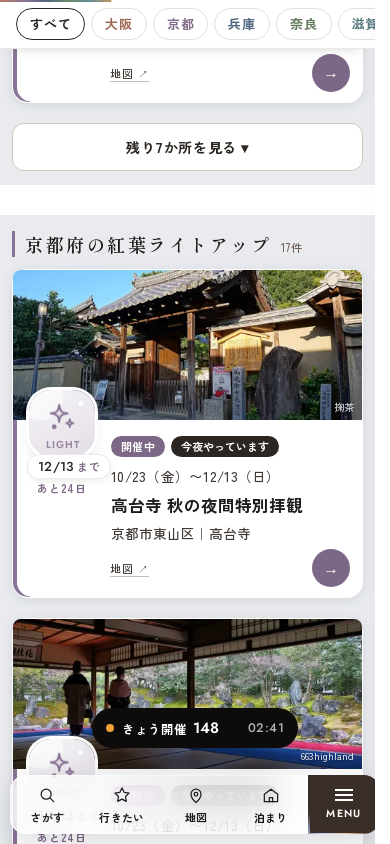 すべて 大阪 京都 兵庫 奈良 滋賀
地図 ↗
→
残り7か所を見る ▾
京都府の紅葉ライトアップ 17件
掬茶
LIGHT
12/13 まで
あと24日
開催中 今夜やっています
10/23（金）〜12/13（日）
高台寺 秋の夜間特別拝観
京都市東山区｜高台寺
地図 ↗
→
きょう開催 148 02:41
663highland
さがす 行きたい 地図 泊まり MENU
あと24日